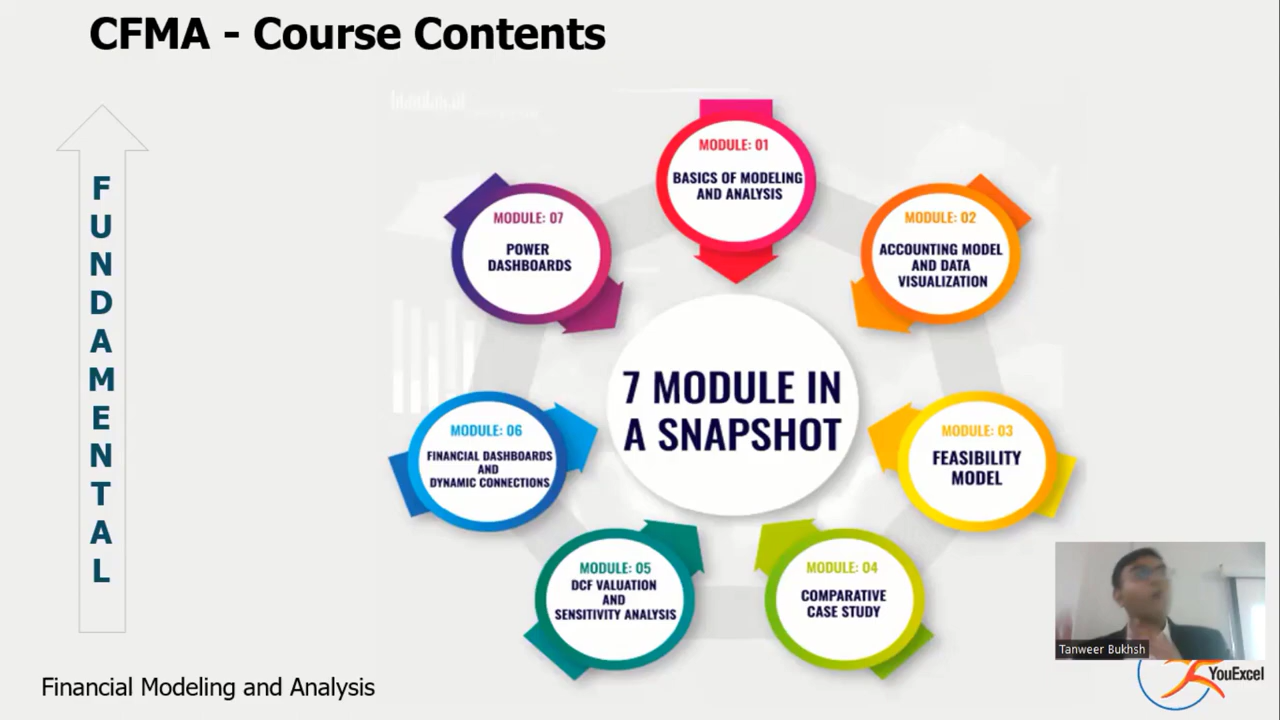 CFMA - Course Contents
F
U
N
D
A
M
E
N
T
A
L
MODULE: 01
BASICS OF MODELING
AND ANALYSIS
MODULE: 02
ACCOUNTING MODEL
AND DATA
VISUALIZATION
MODULE: 03
FEASIBILITY
MODEL
MODULE: 04
COMPARATIVE
CASE STUDY
MODULE: 05
DCF VALUATION
AND
SENSITIVITY ANALYSIS
MODULE: 06
FINANCIAL DASHBOARDS
AND
DYNAMIC CONNECTIONS
MODULE: 07
POWER
DASHBOARDS
7 MODULE IN
A SNAPSHOT
Tanweer Bukhsh
YouExcel
Financial Modeling and Analysis